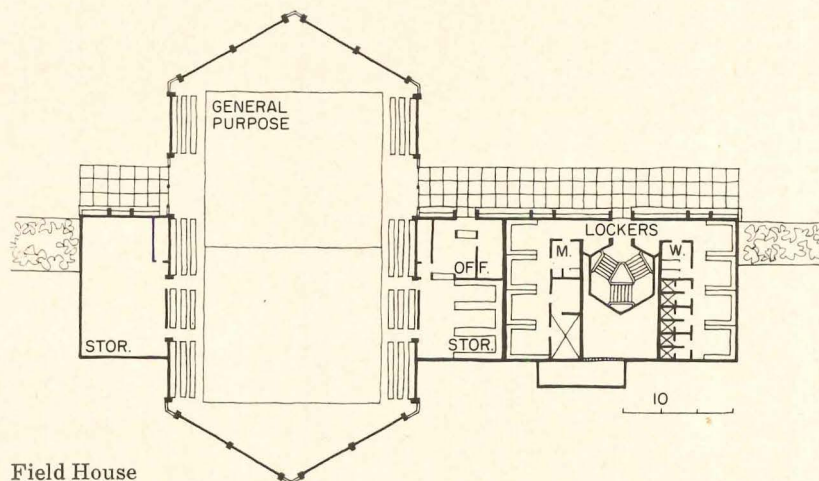 GENERAL
PURPOSE
LOCKERS
M.
W.
OFF.
STOR.
STOR.
10
Field House